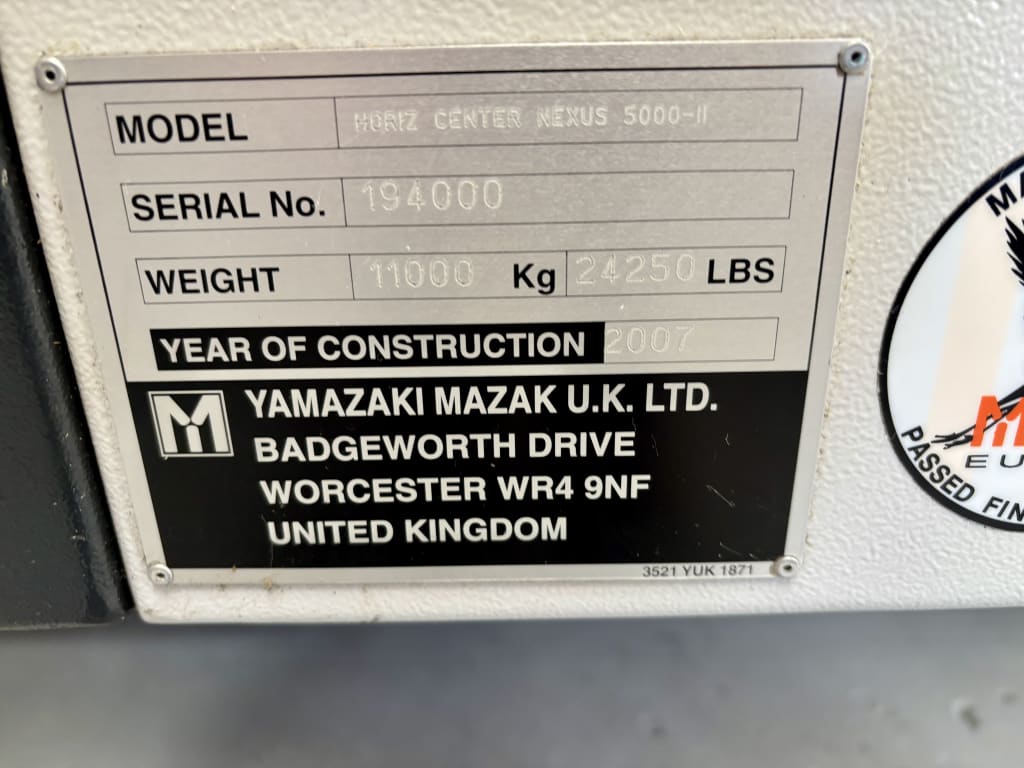 MODEL HORIZ CENTER NEXUS 5000-II
SERIAL No. 194000
WEIGHT 11000 Kg 24250 LBS
YEAR OF CONSTRUCTION 2007
YAMAZAKI MAZAK U.K. LTD.
BADGEWORTH DRIVE
WORCESTER WR4 9NF
UNITED KINGDOM
3521 YUK 1871
PASSED